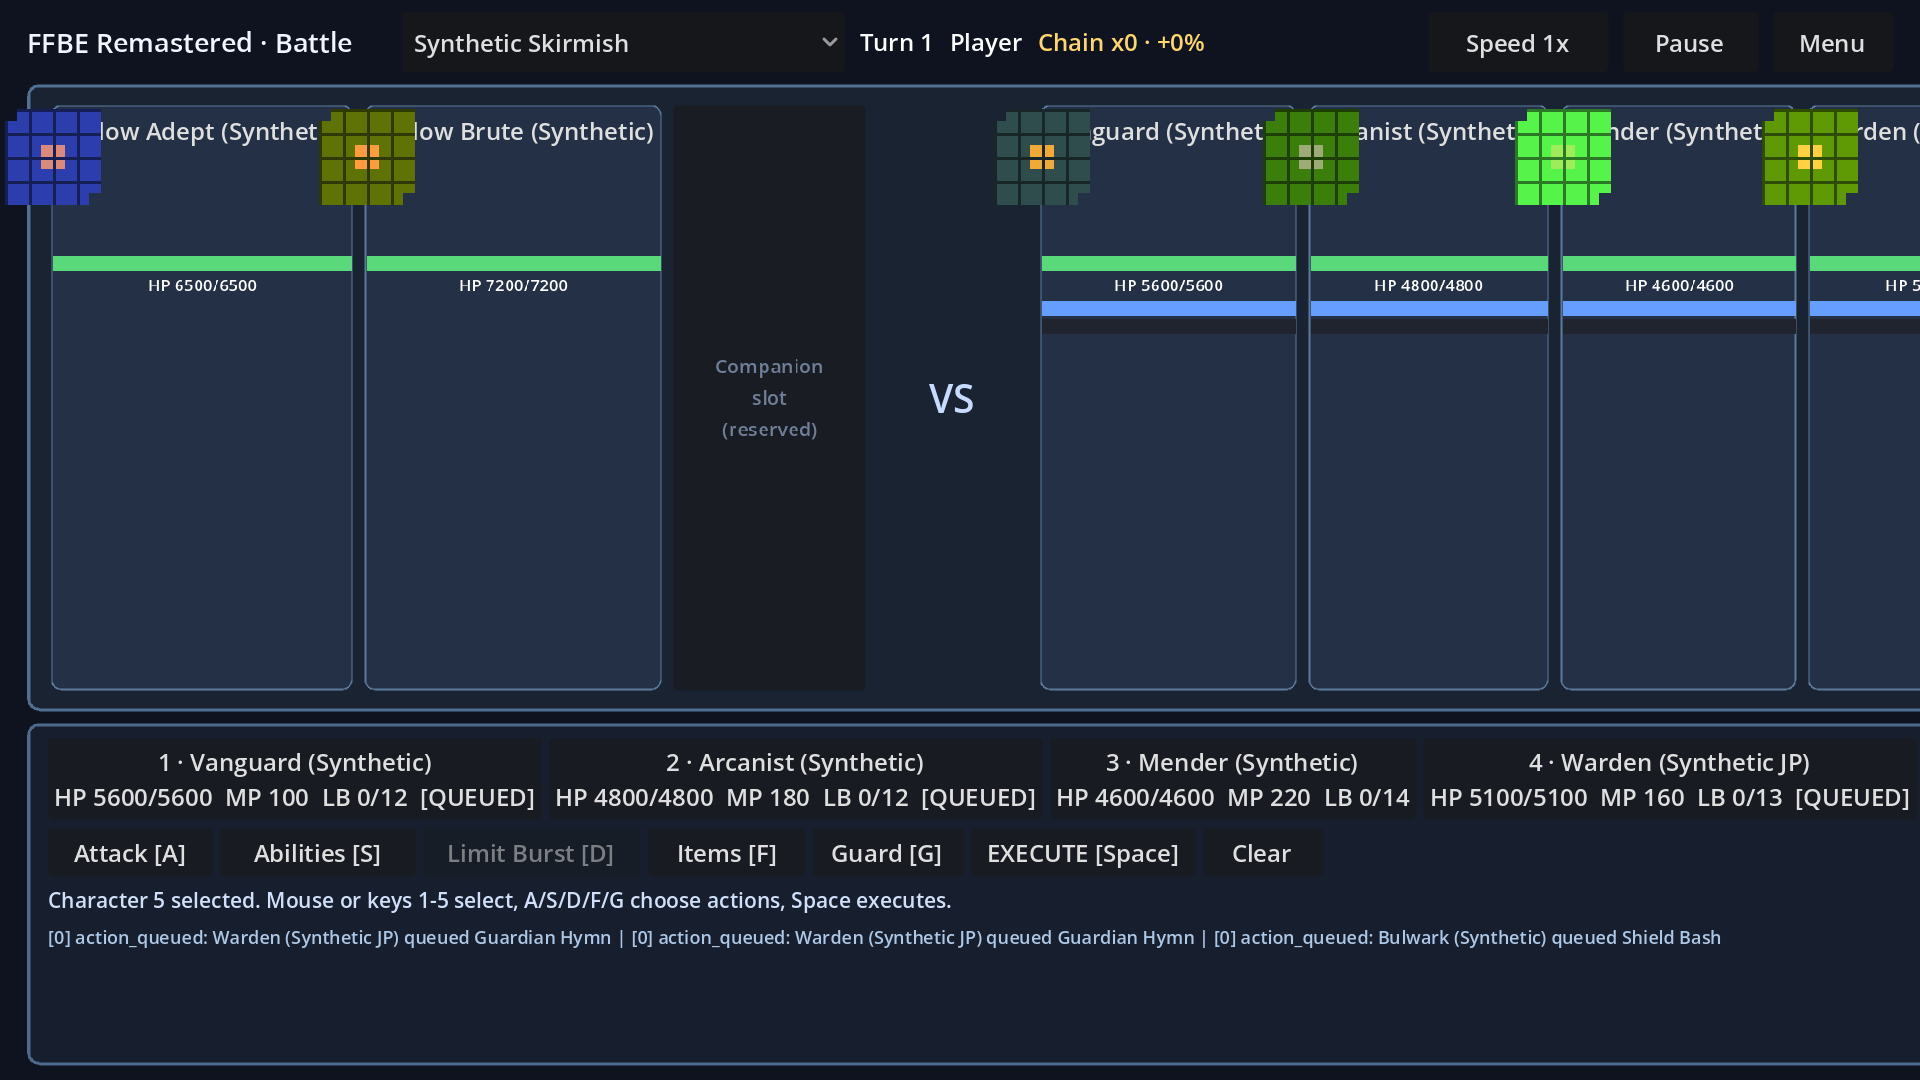 FFBE Remastered · Battle
Synthetic Skirmish
Turn 1 Player Chain x0 · +0%
Speed 1x
Pause
Menu
low Adept (Synthet
low Brute (Synthetic)
guard (Synthet
anist (Synthet
nder (Synthet
rden (
HP 6500/6500
HP 7200/7200
HP 5600/5600
HP 4800/4800
HP 4600/4600
HP 5
Companion
slot
(reserved)
VS
1 · Vanguard (Synthetic)
HP 5600/5600 MP 100 LB 0/12 [QUEUED]
2 · Arcanist (Synthetic)
HP 4800/4800 MP 180 LB 0/12 [QUEUED]
3 · Mender (Synthetic)
HP 4600/4600 MP 220 LB 0/14
4 · Warden (Synthetic JP)
HP 5100/5100 MP 160 LB 0/13 [QUEUED]
Attack [A]
Abilities [S]
Limit Burst [D]
Items [F]
Guard [G]
EXECUTE [Space]
Clear
Character 5 selected. Mouse or keys 1-5 select, A/S/D/F/G choose actions, Space executes.
[0] action_queued: Warden (Synthetic JP) queued Guardian Hymn | [0] action_queued: Warden (Synthetic JP) queued Guardian Hymn | [0] action_queued: Bulwark (Synthetic) queued Shield Bash